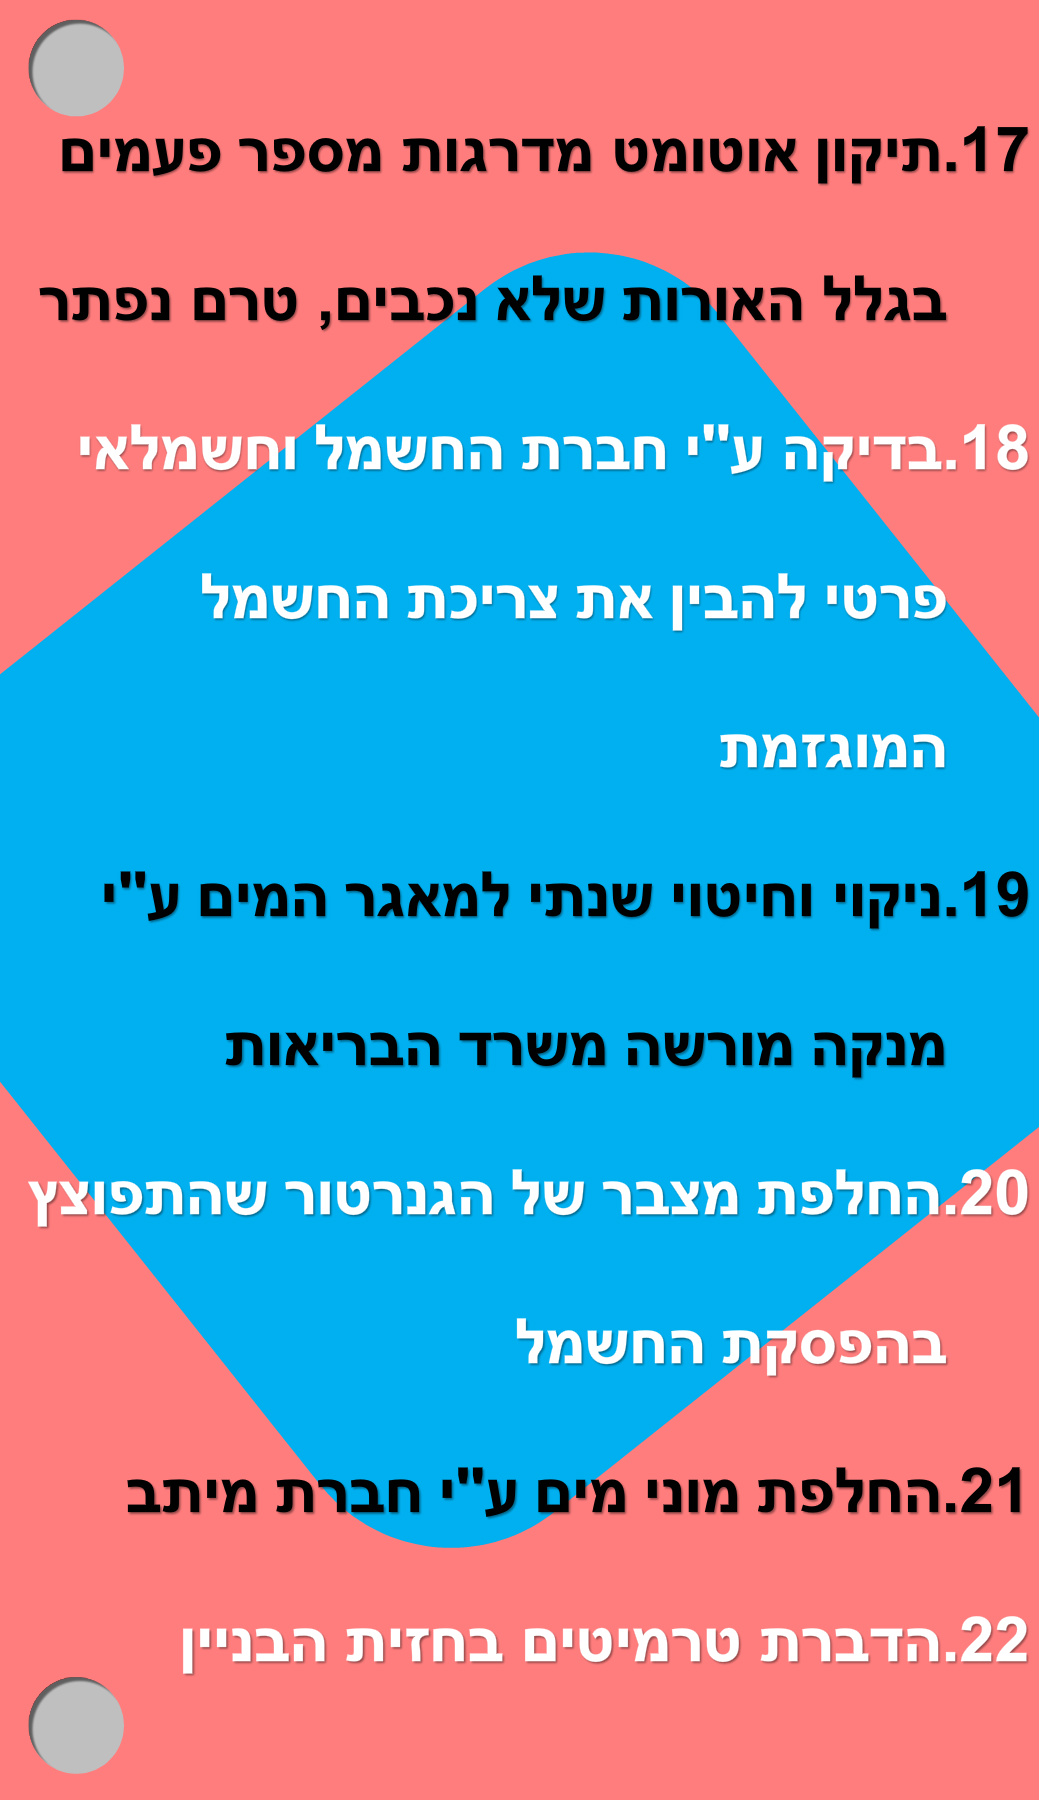 17.תיקון אוטומט מדרגות מספר פעמים
בגלל האורות שלא נכבים, טרם נפתר
18.בדיקה ע"י חברת החשמל וחשמלאי
פרטי להבין את צריכת החשמל
המוגזמת
19.ניקוי וחיטוי שנתי למאגר המים ע"י
מנקה מורשה משרד הבריאות
20.החלפת מצבר של הגנרטור שהתפוצץ
בהפסקת החשמל
21.החלפת מוני מים ע"י חברת מיתב
22.הדברת טרמיטים בחזית הבניין